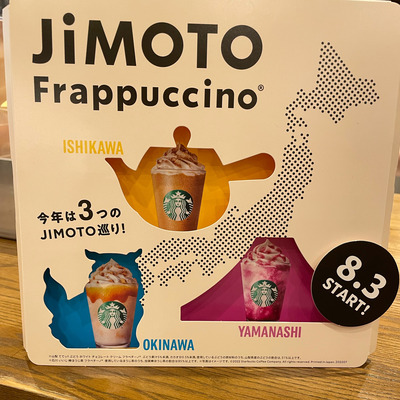 JiMOTO
Frappuccino®
ISHIKAWA
今年は3つの
JIMOTO巡り!
OKINAWA
YAMANASHI
8.3
START!